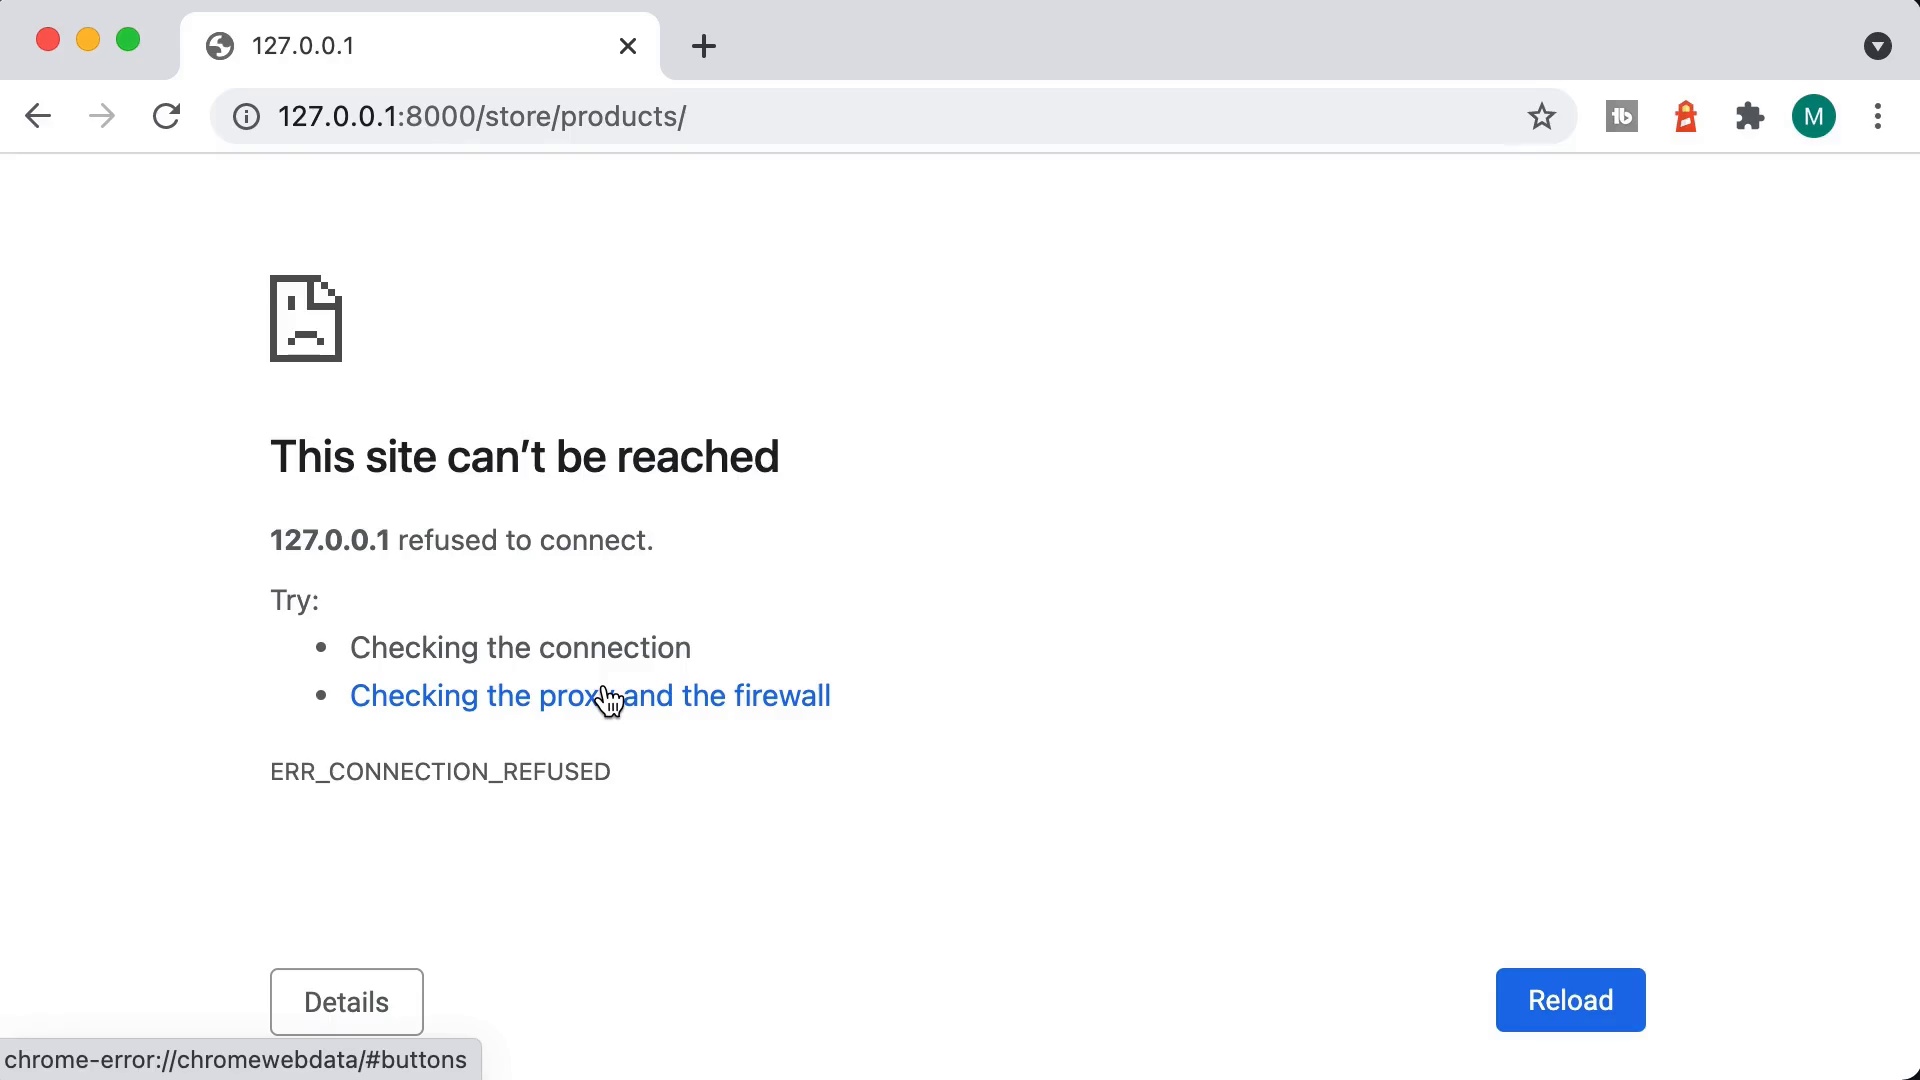 127.0.0.1
127.0.0.1:8000/store/products/
tb
M
This site can't be reached
127.0.0.1 refused to connect.
Try:
• Checking the connection
• Checking the proxy and the firewall
ERR_CONNECTION_REFUSED
Details
Reload
chrome-error://chromewebdata/#buttons